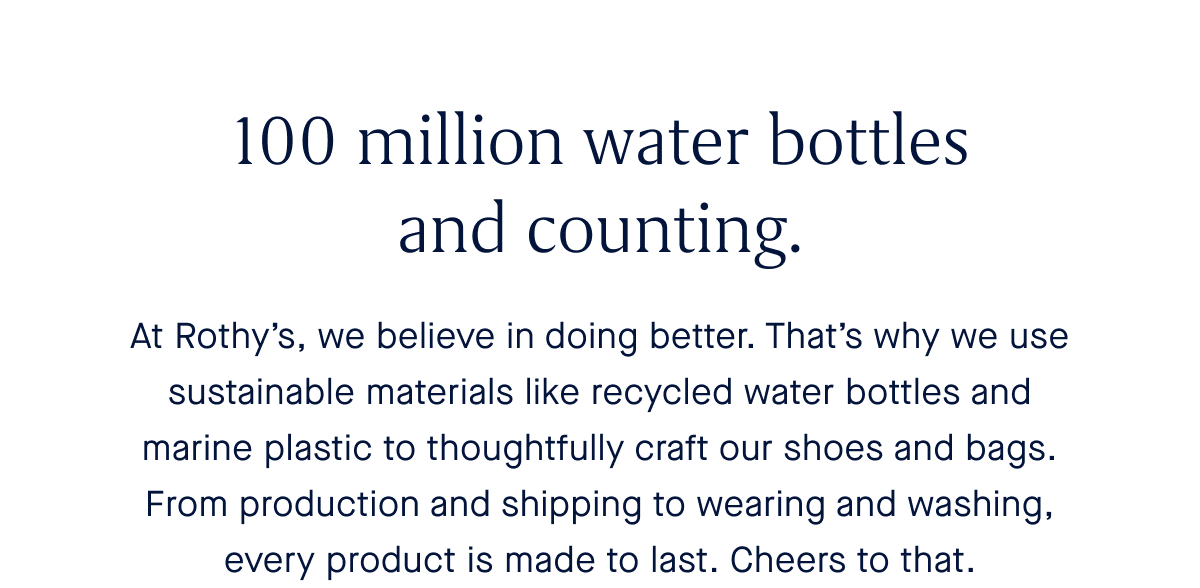 100 million water bottles
and counting.
At Rothy’s, we believe in doing better. That’s why we use
sustainable materials like recycled water bottles and
marine plastic to thoughtfully craft our shoes and bags.
From production and shipping to wearing and washing,
every product is made to last. Cheers to that.